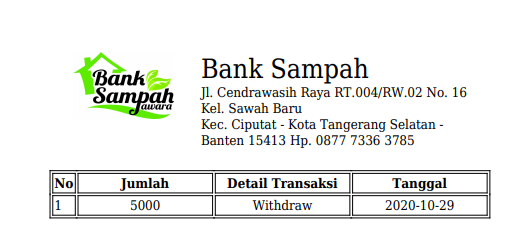 Bank
Sampah
Jawara
Bank Sampah
Jl. Cendrawasih Raya RT.004/RW.02 No. 16
Kel. Sawah Baru
Kec. Ciputat - Kota Tangerang Selatan -
Banten 15413 Hp. 0877 7336 3785
No Jumlah Detail Transaksi Tanggal
1 5000 Withdraw 2020-10-29